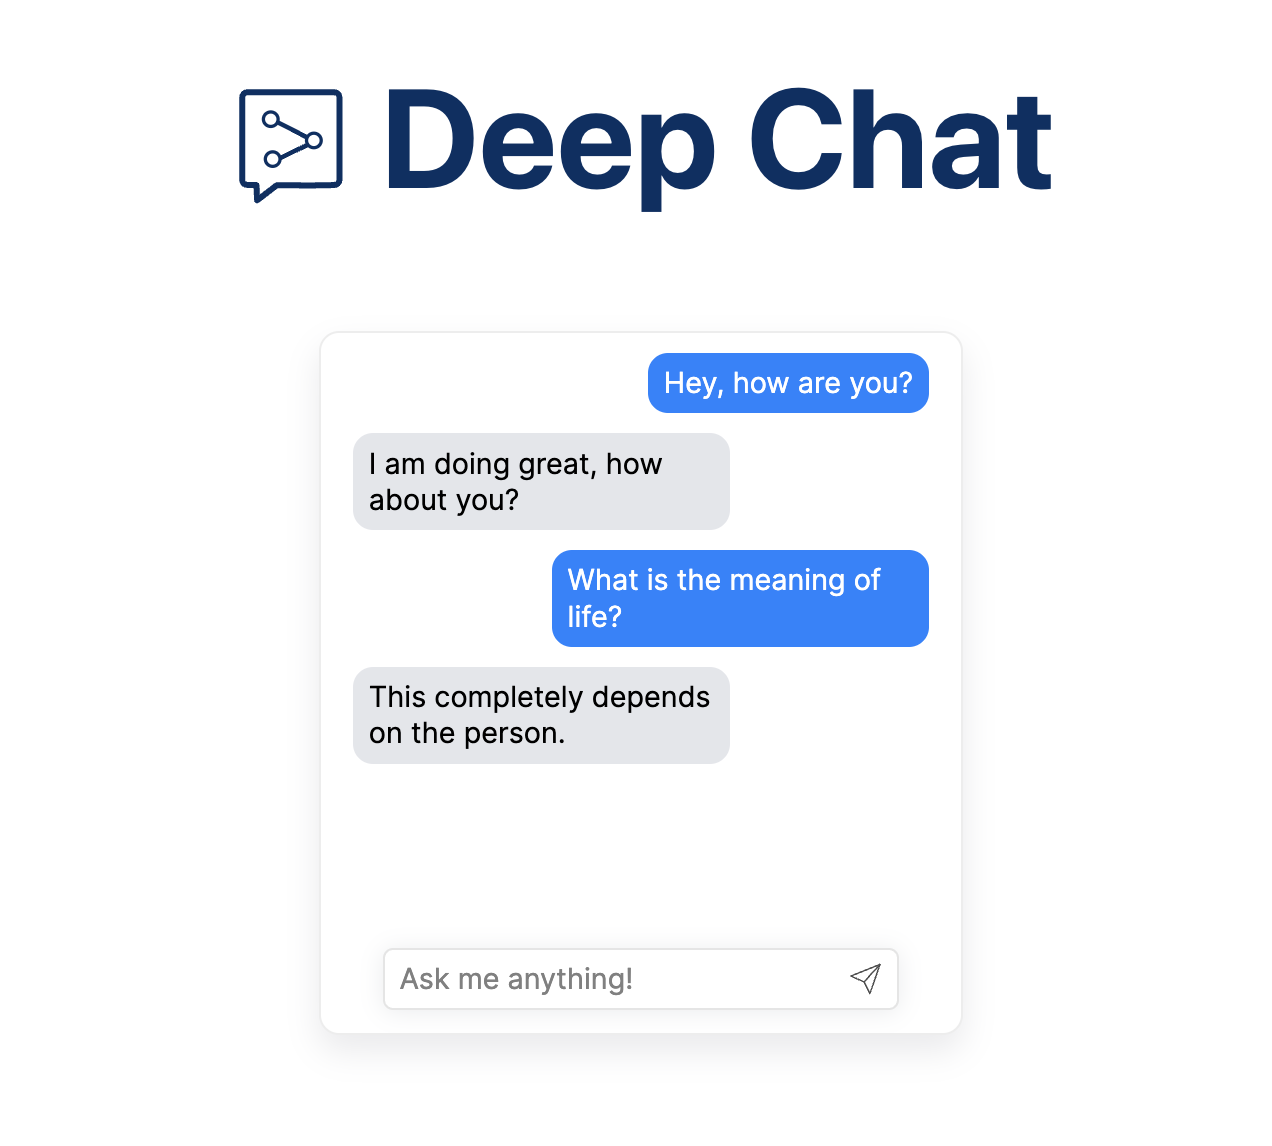 Deep Chat
Hey, how are you?
I am doing great, how
about you?
What is the meaning of
life?
This completely depends
on the person.
Ask me anything!